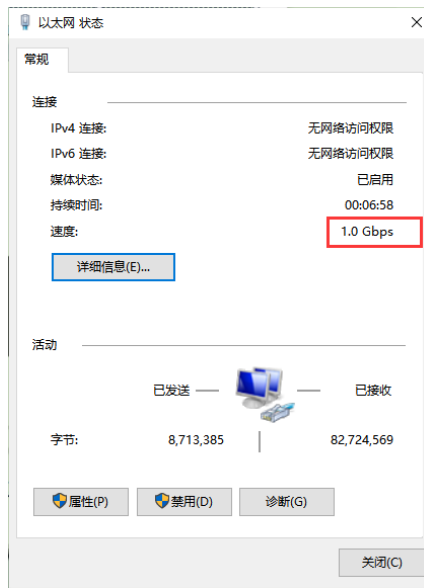 以太网 状态
常规
连接
IPv4 连接: 无网络访问权限
IPv6 连接: 无网络访问权限
媒体状态: 已启用
持续时间: 00:06:58
速度: 1.0 Gbps
详细信息(E)...
活动
已发送 已接收
字节: 8,713,385 82,724,569
属性(P) 禁用(D) 诊断(G)
关闭(C)